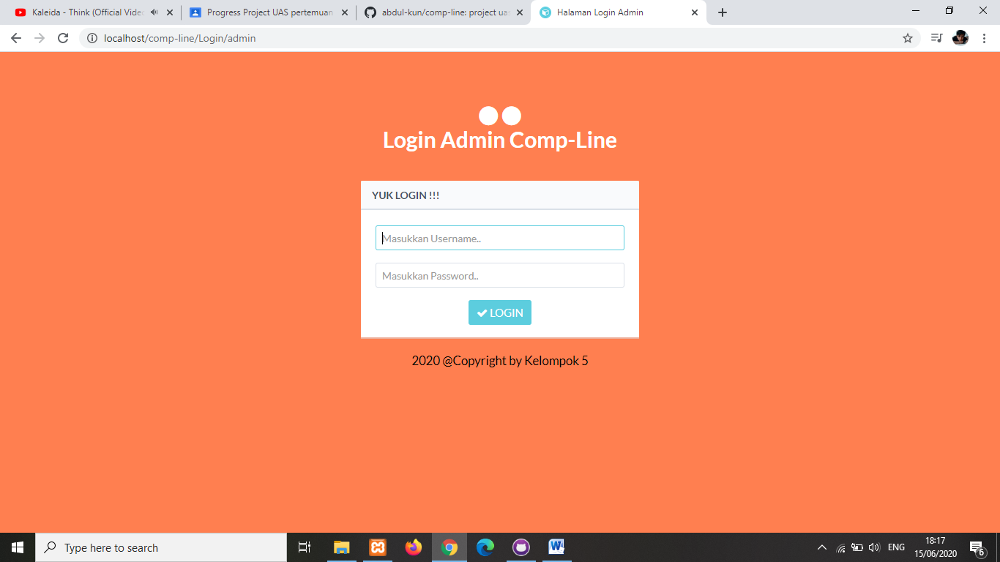 Kaleida - Think (Official Video
Progress Project UAS pertemuan
abdul-kun/comp-line: project uas
Halaman Login Admin
localhost/comp-line/Login/admin
Login Admin Comp-Line
YUK LOGIN !!!
Masukkan Username..
Masukkan Password..
LOGIN
2020 @Copyright by Kelompok 5
Type here to search
ENG
18:17
15/06/2020
6